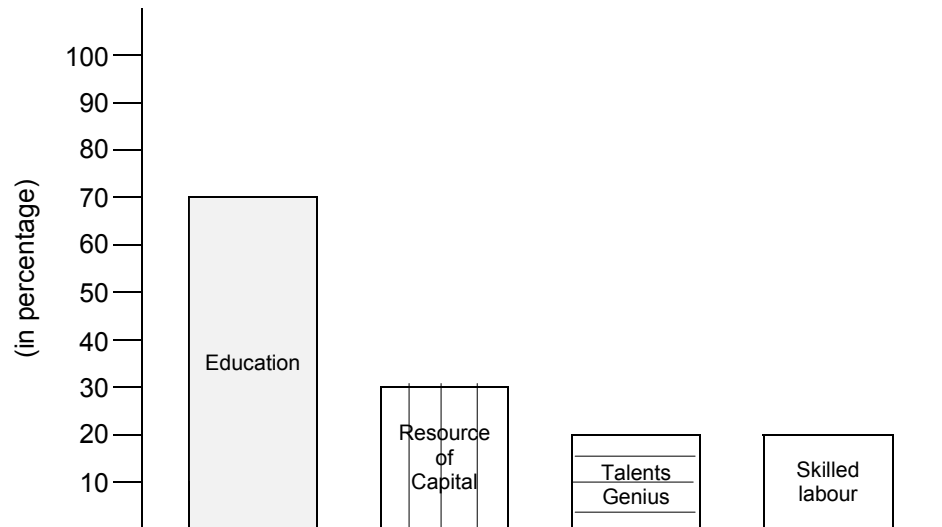 (in percentage)
100
90
80
70
60
50
40
30
20
10
Education
Resource
of
Capital
Talents
Genius
Skilled
labour